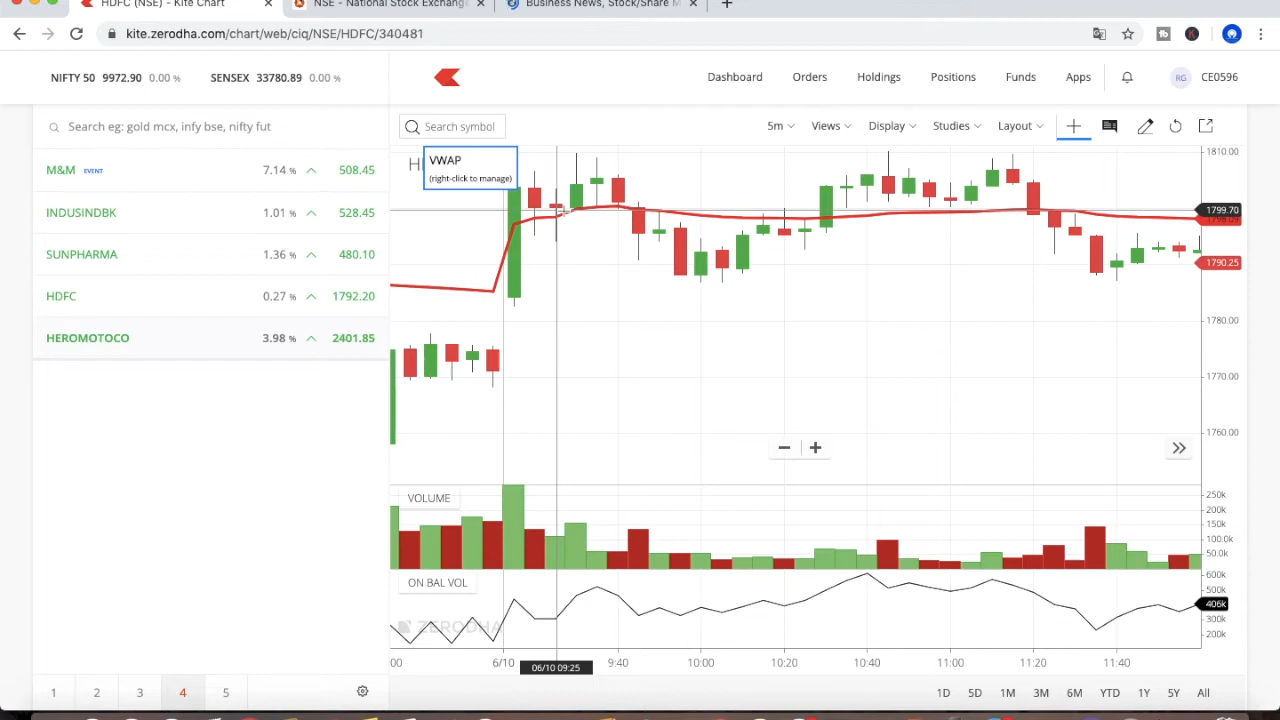 HDFC (NSE) - Kite Chart
NSE - National Stock Exchang
Business News, Stock/Share M
kite.zerodha.com/chart/web/ciq/NSE/HDFC/340481
NIFTY 50 9972.90 0.00 %
SENSEX 33780.89 0.00 %
Dashboard
Orders
Holdings
Positions
Funds
Apps
RG
CE0596
Search eg: gold mcx, infy bse, nifty fut
Search symbol
5m
Views
Display
Studies
Layout
M&M EVENT 7.14 % 508.45
INDUSINDBK 1.01 % 528.45
SUNPHARMA 1.36 % 480.10
HDFC 0.27 % 1792.20
HEROMOTOCO 3.98 % 2401.85
VWAP
(right-click to manage)
1810.00
1799.70
1790.25
1780.00
1770.00
1760.00
VOLUME
250k
200k
150k
100.0k
50.0k
ON BAL VOL
600k
500k
406k
300k
200k
ZERODHA
:00
6/10
06/10 09:25
9:40
10:00
10:20
10:40
11:00
11:20
11:40
1
2
3
4
5
1D
5D
1M
3M
6M
YTD
1Y
5Y
All